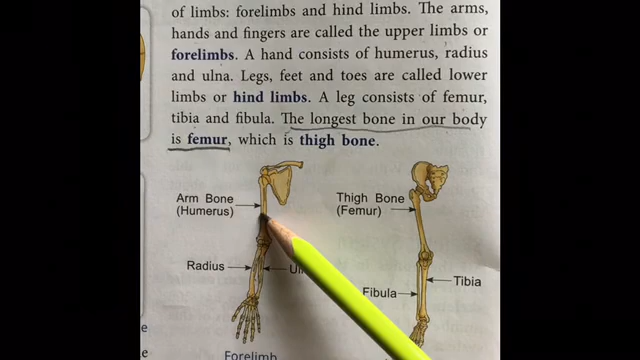 of limbs: forelimbs and hind limbs. The arms,
hands and fingers are called the upper limbs or
forelimbs. A hand consists of humerus, radius
and ulna. Legs, feet and toes are called lower
limbs or hind limbs. A leg consists of femur,
tibia and fibula. The longest bone in our body
is femur, which is thigh bone.
Arm Bone
(Humerus)
Thigh Bone
(Femur)
Radius
Fibula
Tibia
Forelimb
e
e